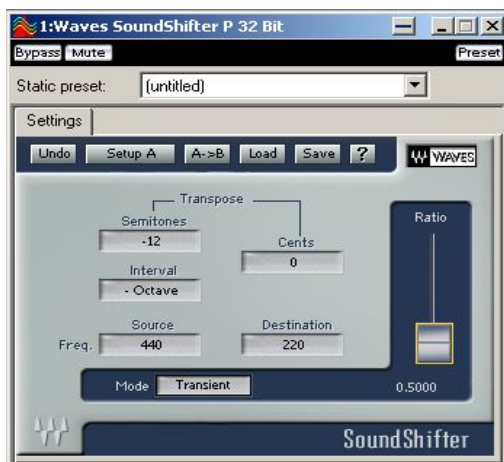 1:Waves SoundShifter P 32 Bit
Bypass Mute Preset
Static preset: (untitled)
Settings
Undo Setup A A->B Load Save ? WAVES
Transpose
Semitones
-12
Cents
0
Interval
- Octave
Source Destination
Freq. 440 220
Ratio
Mode Transient 0.5000
SoundShifter